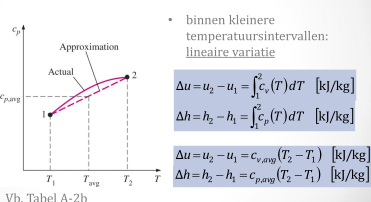 c_p
Approximation
Actual
2
c_p,avg
1
T_1
T_avg
T_2
T
• binnen kleinere
temperatuursintervallen:
lineaire variatie
Δu = u_2 − u_1 = ∫_1^2 c_v(T)dT [kJ/kg]
Δh = h_2 − h_1 = ∫_1^2 c_p(T)dT [kJ/kg]
Δu = u_2 − u_1 = c_v,avg(T_2 − T_1) [kJ/kg]
Δh = h_2 − h_1 = c_p,avg(T_2 − T_1) [kJ/kg]
Vb. Tabel A-2b